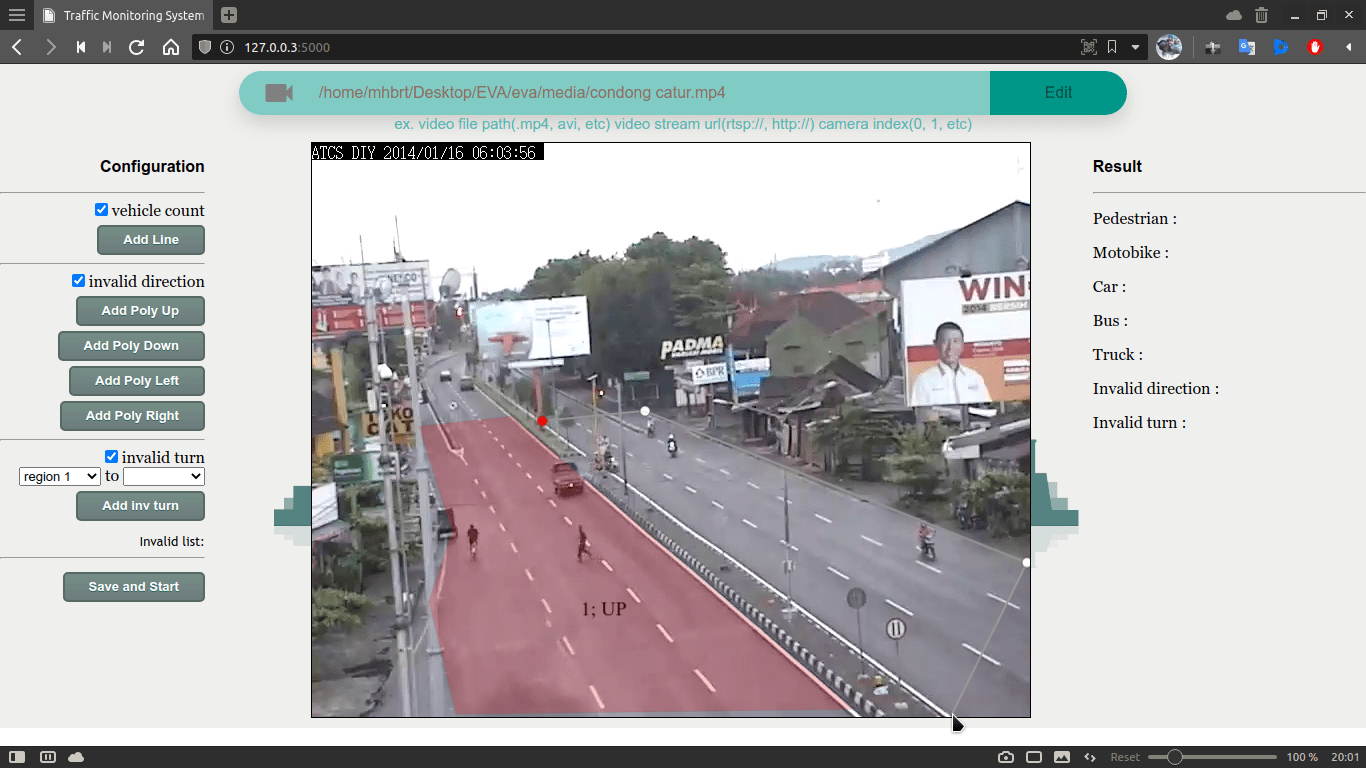 Traffic Monitoring System
127.0.0.3:5000
/home/mhbrt/Desktop/EVA/eva/media/condong catur.mp4
Edit
ex. video file path(.mp4, avi, etc) video stream url(rtsp://, http://) camera index(0, 1, etc)
Configuration
vehicle count
Add Line
invalid direction
Add Poly Up
Add Poly Down
Add Poly Left
Add Poly Right
invalid turn
region 1 to
Add inv turn
Invalid list:
Save and Start
ATCS DIY 2014/01/16 06:03:56
WIN
2014
PADMA
BPR
TOKO
CAT
1; UP
Result
Pedestrian :
Motobike :
Car :
Bus :
Truck :
Invalid direction :
Invalid turn :
Reset
100 %
20:01